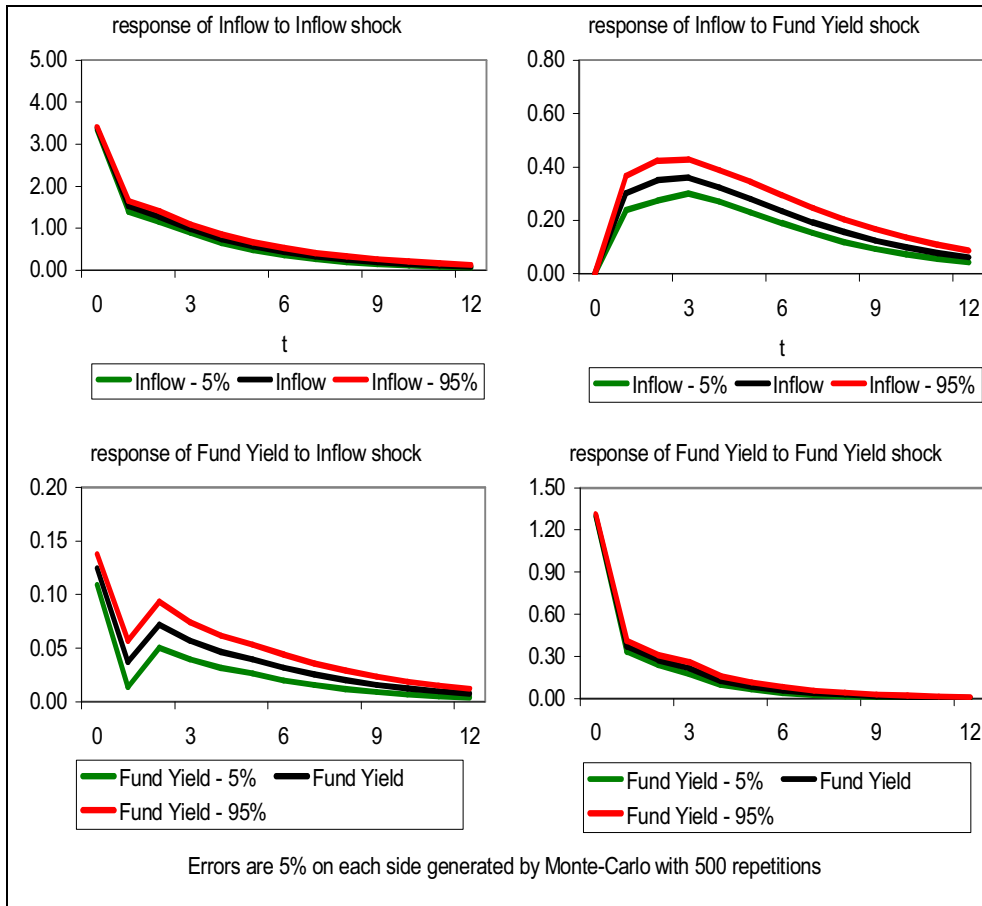 response of Inflow to Inflow shock
5.00
4.00
3.00
2.00
1.00
0.00
0 3 6 9 12
t
Inflow - 5% Inflow Inflow - 95%
response of Inflow to Fund Yield shock
0.80
0.60
0.40
0.20
0.00
0 3 6 9 12
t
Inflow - 5% Inflow Inflow - 95%
response of Fund Yield to Inflow shock
0.20
0.15
0.10
0.05
0.00
0 3 6 9 12
Fund Yield - 5% Fund Yield
Fund Yield - 95%
response of Fund Yield to Fund Yield shock
1.50
1.20
0.90
0.60
0.30
0.00
0 3 6 9 12
Fund Yield - 5% Fund Yield
Fund Yield - 95%
Errors are 5% on each side generated by Monte-Carlo with 500 repetitions